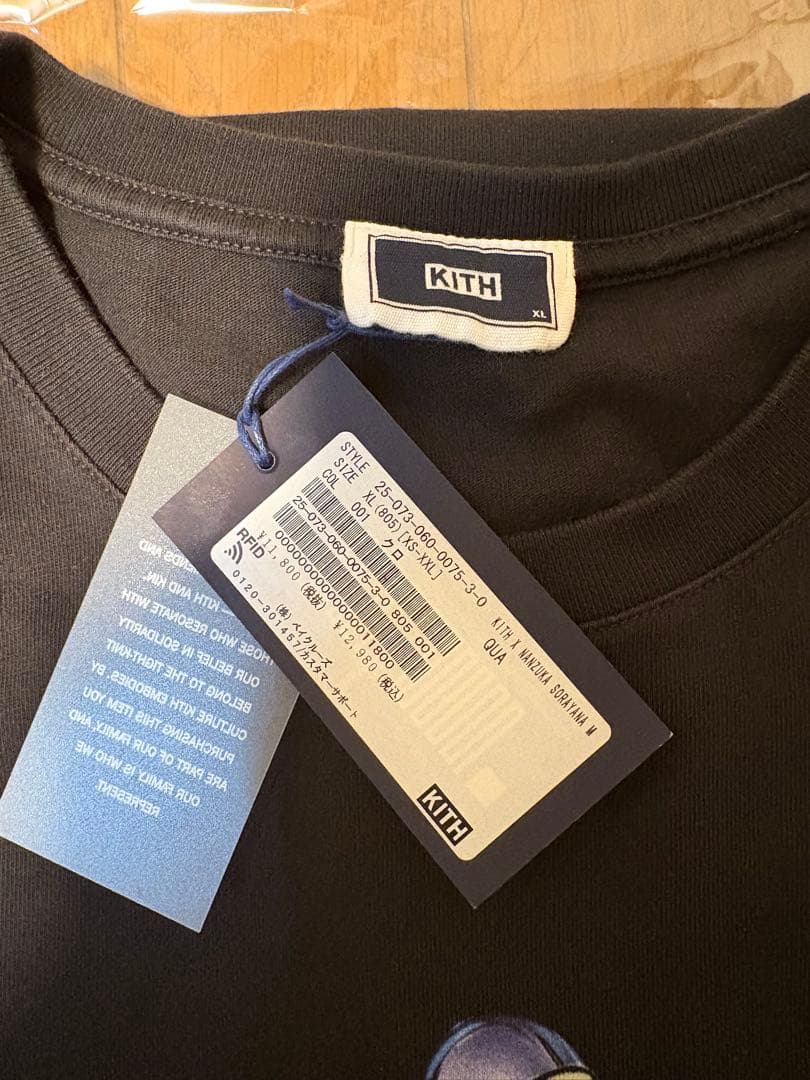 KITH
XL
STYLE 25-073-060-0075-3-0
SIZE XL(805)[XS-XXL]
COL 001 クロ
KITH X NANZUKA SORAYANA M
QUA
25-073-060-0075-3-0 805 001
¥11,800 (税抜) ¥12,980 (税込)
RFID
(株) ベイクルーズ
0120-301457/カスタマーサポート
KITH
KITH AND KIN.
THOSE WHO RESONATE WITH
OUR BELIEF IN SOLIDARITY
BELONG TO THE TIGHT-KNIT
CULTURE KITH EMBODIES. BY
PURCHASING THIS ITEM YOU
ARE PART OF OUR FAMILY, AND
OUR FAMILY IS WHO WE
REPRESENT.